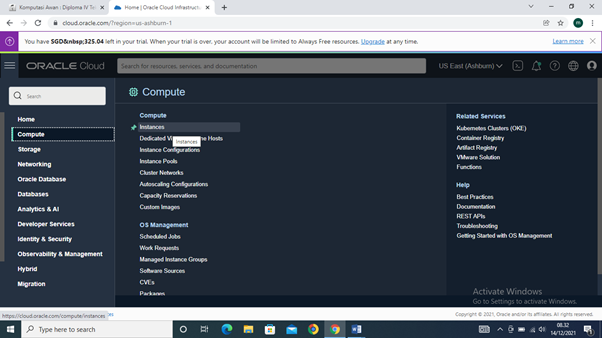 Komputasi Awan : Diploma IV Te
Home | Oracle Cloud Infrastruct
cloud.oracle.com/?region=us-ashburn-1
You have SGD&nbsp;325.04 left in your trial. When your trial is over, your account will be limited to Always Free resources. Upgrade at any time.
Learn more
ORACLE Cloud
Search for resources, services, and documentation
US East (Ashburn)
Search
Home
Compute
Storage
Networking
Oracle Database
Databases
Analytics & AI
Developer Services
Identity & Security
Observability & Management
Hybrid
Migration
Compute
Compute
Instances
Dedicated Vi
ne Hosts
Instances
Instance Configurations
Instance Pools
Cluster Networks
Autoscaling Configurations
Capacity Reservations
Custom Images
OS Management
Scheduled Jobs
Work Requests
Managed Instance Groups
Software Sources
CVEs
Packages
Related Services
Kubernetes Clusters (OKE)
Container Registry
Artifact Registry
VMware Solution
Functions
Help
Best Practices
Documentation
REST APIs
Troubleshooting
Getting Started with OS Management
Activate Windows
Go to Settings to activate Windows.
https://cloud.oracle.com/compute/instances
Copyright © 2021, Oracle and/or its affiliates. All rights reserved.
Type here to search
08.32
14/12/2021